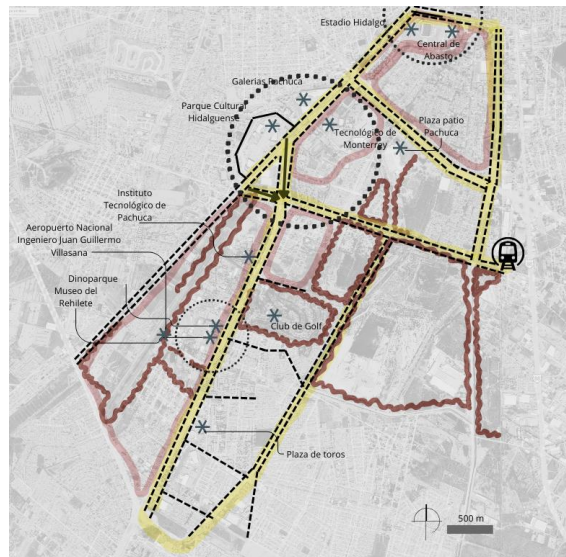 Estadio Hidalgo
Central de
Abasto
Galerias Pachuca
Parque Cultural
Hidalguense
Plaza patio
Pachuca
Tecnológico de
Monterrey
Instituto
Tecnológico de
Pachuca
Aeropuerto Nacional
Ingeniero Juan Guillermo
Villasana
Dinoparque
Museo del
Rehilete
Club de Golf
Plaza de toros
500 m